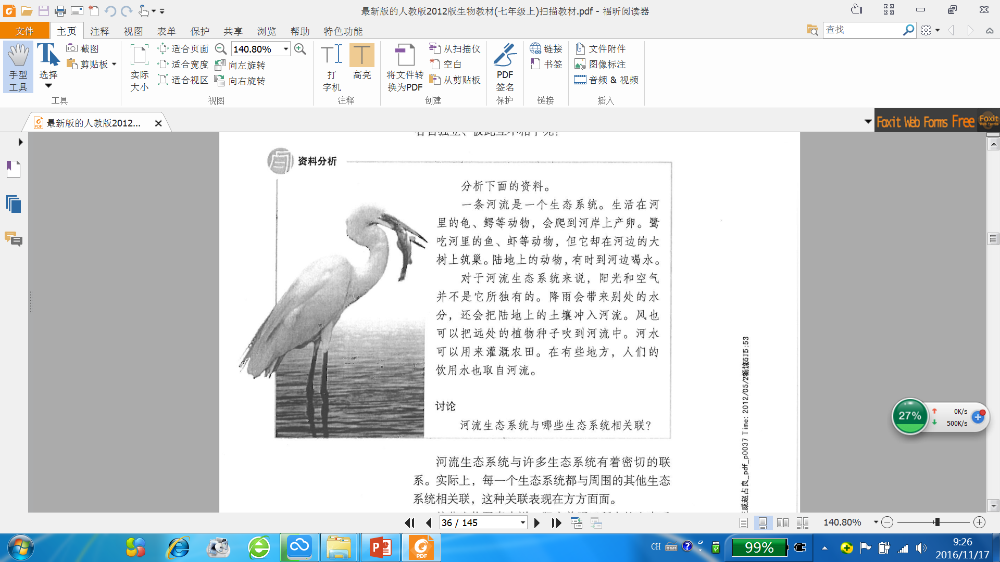 最新版的人教版2012版生物教材(七年级上)扫描教材.pdf - 福昕阅读器
文件 主页 注释 视图 表单 保护 共享 浏览 帮助 特色功能 查找
手型工具
选择
截图
剪贴板
工具
实际大小
适合页面
适合宽度
适合视区
140.80%
向左旋转
向右旋转
视图
打字机
高亮
注释
将文件转换为PDF
从扫描仪
空白
从剪贴板
创建
PDF签名
保护
链接
书签
链接
文件附件
图像标注
音频 & 视频
插入
最新版的人教版2012...
Foxit Web Forms Free
Foxit
资料分析
分析下面的资料。
一条河流是一个生态系统。生活在河
里的龟、鳄等动物，会爬到河岸上产卵。鹭
吃河里的鱼、虾等动物，但它却在河边的大
树上筑巢。陆地上的动物，有时到河边喝水。
对于河流生态系统来说，阳光和空气
并不是它所独有的。降雨会带来别处的水
分，还会把陆地上的土壤冲入河流。风也
可以把远处的植物种子吹到河流中。河水
可以用来灌溉农田。在有些地方，人们的
饮用水也取自河流。
讨论
河流生态系统与哪些生态系统相关联？
河流生态系统与许多生态系统有着密切的联
系。实际上，每一个生态系统都与周围的其他生态
系统相关联，这种关联表现在方方面面。
威赵占良_pdf_p0037 Time: 2012/05/2
27%
0K/s
500K/s
36 / 145
140.80%
CH
99%
9:26
2016/11/17